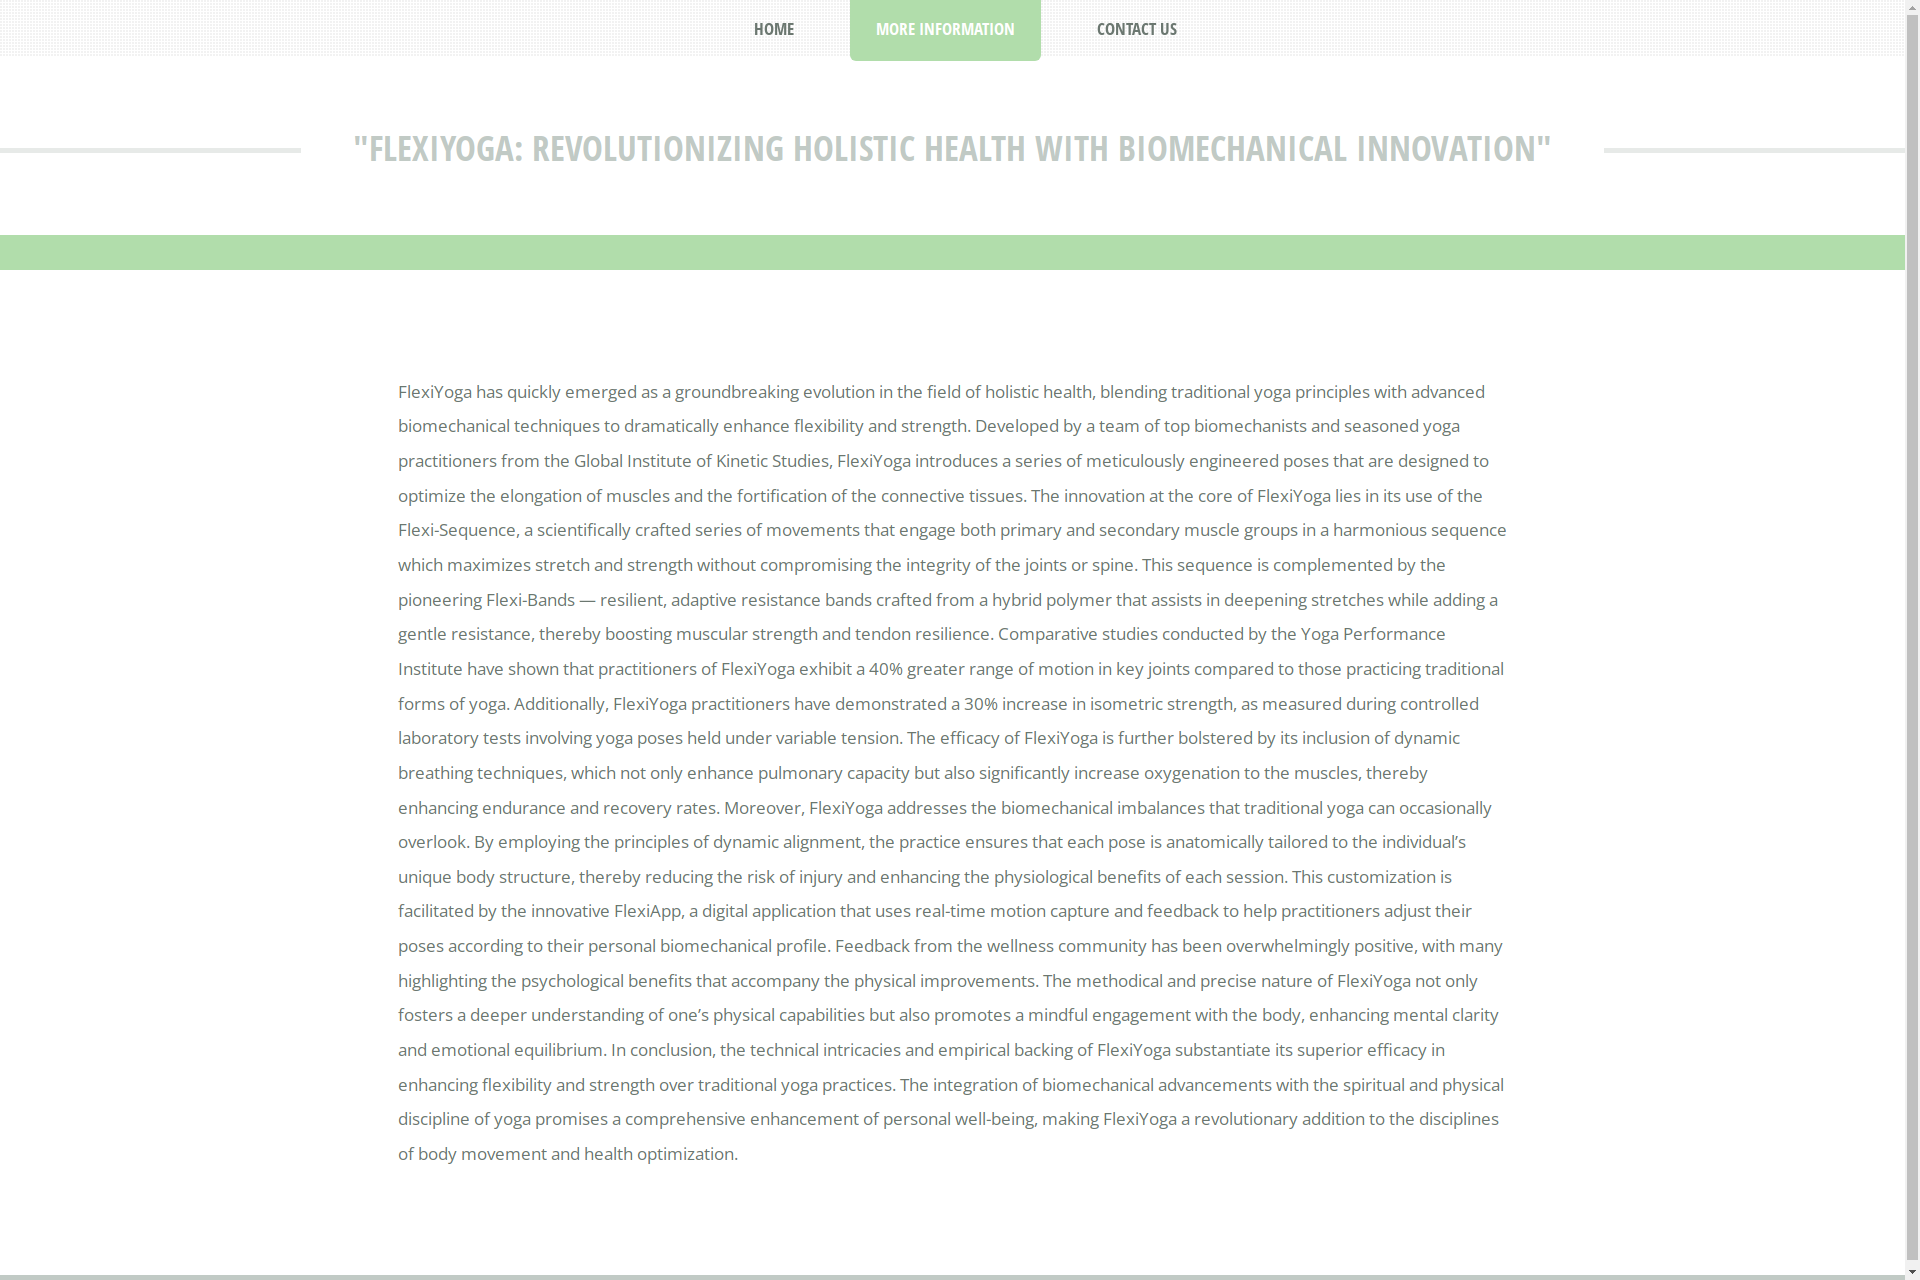 HOME
MORE INFORMATION
CONTACT US
"FLEXIYOGA: REVOLUTIONIZING HOLISTIC HEALTH WITH BIOMECHANICAL INNOVATION"
FlexiYoga has quickly emerged as a groundbreaking evolution in the field of holistic health, blending traditional yoga principles with advanced
biomechanical techniques to dramatically enhance flexibility and strength. Developed by a team of top biomechanists and seasoned yoga
practitioners from the Global Institute of Kinetic Studies, FlexiYoga introduces a series of meticulously engineered poses that are designed to
optimize the elongation of muscles and the fortification of the connective tissues. The innovation at the core of FlexiYoga lies in its use of the
Flexi-Sequence, a scientifically crafted series of movements that engage both primary and secondary muscle groups in a harmonious sequence
which maximizes stretch and strength without compromising the integrity of the joints or spine. This sequence is complemented by the
pioneering Flexi-Bands — resilient, adaptive resistance bands crafted from a hybrid polymer that assists in deepening stretches while adding a
gentle resistance, thereby boosting muscular strength and tendon resilience. Comparative studies conducted by the Yoga Performance
Institute have shown that practitioners of FlexiYoga exhibit a 40% greater range of motion in key joints compared to those practicing traditional
forms of yoga. Additionally, FlexiYoga practitioners have demonstrated a 30% increase in isometric strength, as measured during controlled
laboratory tests involving yoga poses held under variable tension. The efficacy of FlexiYoga is further bolstered by its inclusion of dynamic
breathing techniques, which not only enhance pulmonary capacity but also significantly increase oxygenation to the muscles, thereby
enhancing endurance and recovery rates. Moreover, FlexiYoga addresses the biomechanical imbalances that traditional yoga can occasionally
overlook. By employing the principles of dynamic alignment, the practice ensures that each pose is anatomically tailored to the individual’s
unique body structure, thereby reducing the risk of injury and enhancing the physiological benefits of each session. This customization is
facilitated by the innovative FlexiApp, a digital application that uses real-time motion capture and feedback to help practitioners adjust their
poses according to their personal biomechanical profile. Feedback from the wellness community has been overwhelmingly positive, with many
highlighting the psychological benefits that accompany the physical improvements. The methodical and precise nature of FlexiYoga not only
fosters a deeper understanding of one’s physical capabilities but also promotes a mindful engagement with the body, enhancing mental clarity
and emotional equilibrium. In conclusion, the technical intricacies and empirical backing of FlexiYoga substantiate its superior efficacy in
enhancing flexibility and strength over traditional yoga practices. The integration of biomechanical advancements with the spiritual and physical
discipline of yoga promises a comprehensive enhancement of personal well-being, making FlexiYoga a revolutionary addition to the disciplines
of body movement and health optimization.